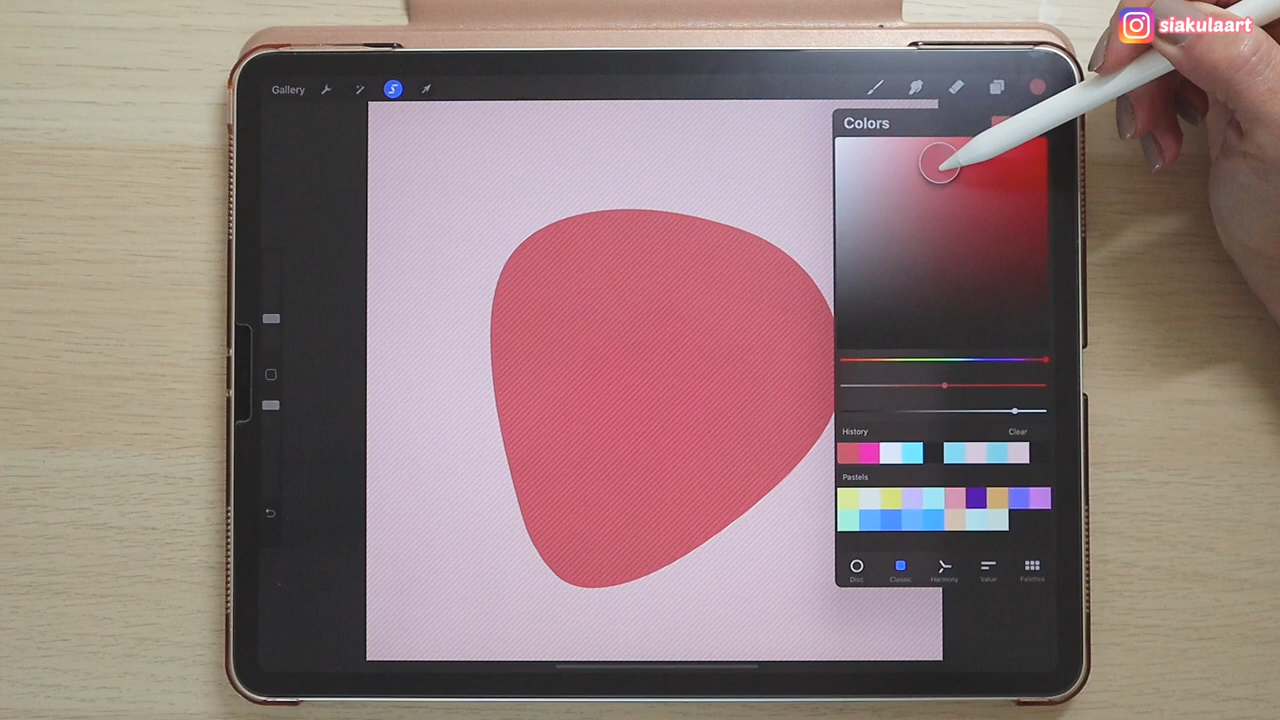 siakulaart
Gallery
Colors
History
Clear
Pastels
Disc
Classic
Harmony
Value
Palettes